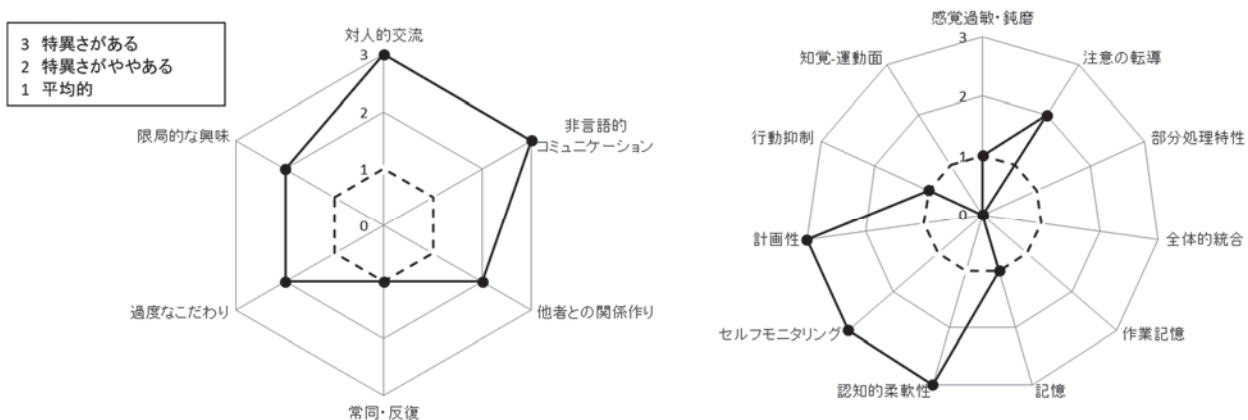 3 特異さがある
2 特異さがややある
1 平均的
対人的交流
3
2
1
0
非言語的
コミュニケーション
他者との関係作り
常同・反復
過度なこだわり
限局的な興味
感覚過敏・鈍磨
3
2
1
0
注意の転導
部分処理特性
全体的統合
作業記憶
記憶
認知的柔軟性
セルフモニタリング
計画性
行動抑制
知覚-運動面